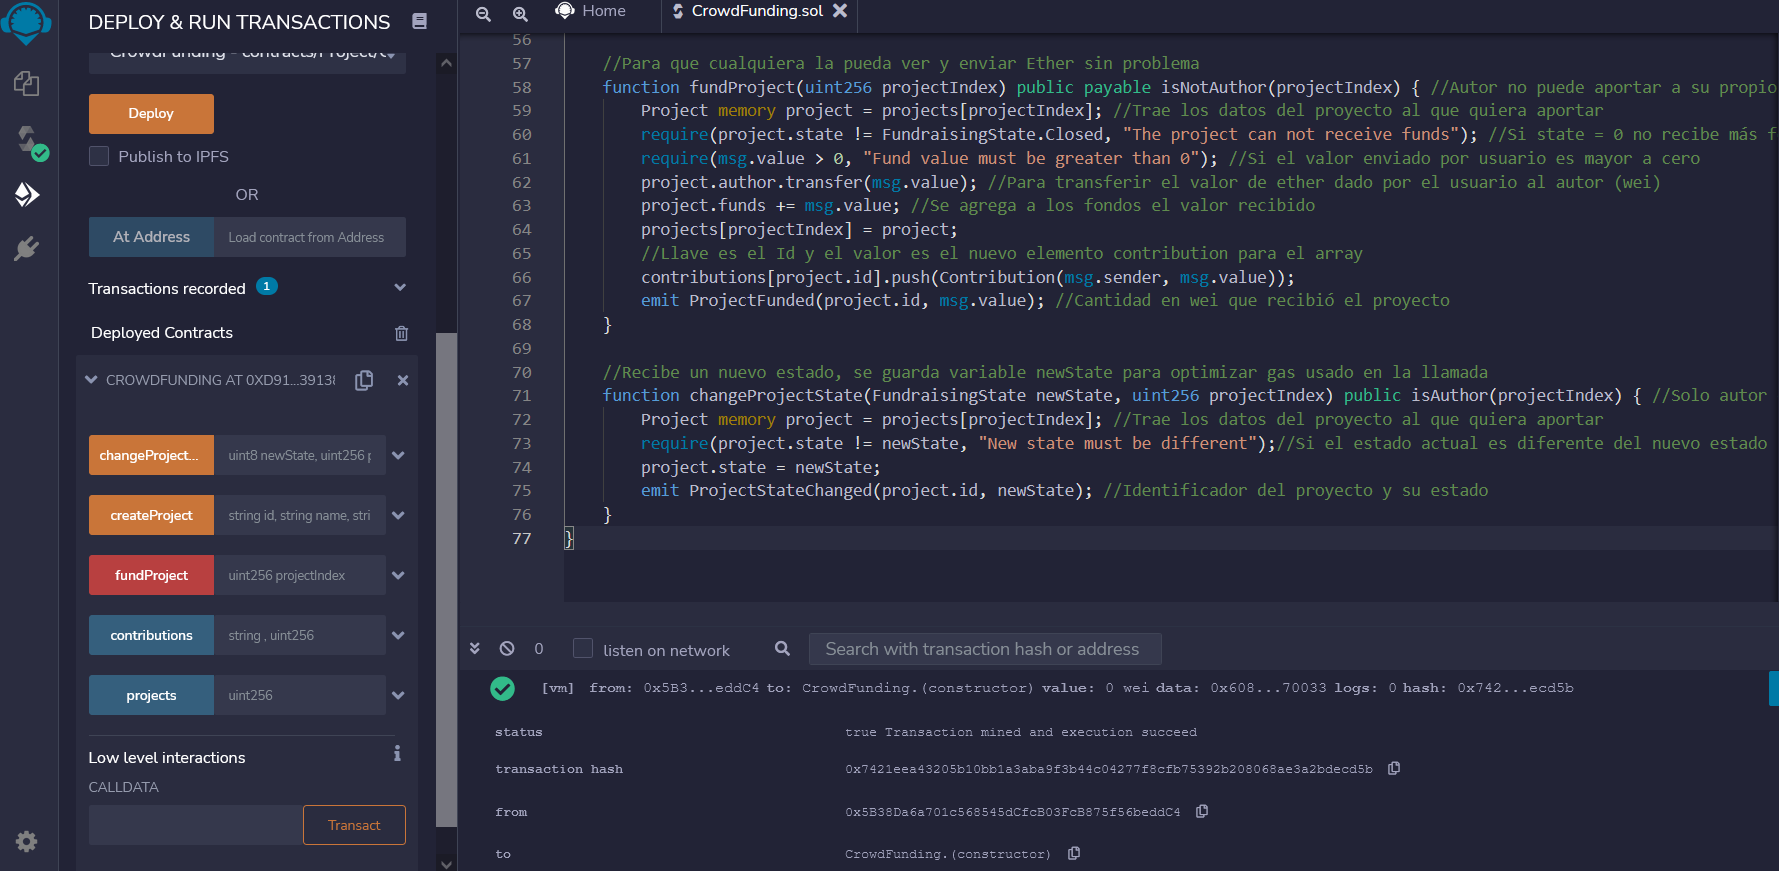 DEPLOY & RUN TRANSACTIONS
CrowdFunding - contracts/Project/C
Deploy
Publish to IPFS
OR
At Address
Load contract from Address
Transactions recorded 1
Deployed Contracts
CROWDFUNDING AT 0XD91...39138
changeProject... uint8 newState, uint256 p
createProject string id, string name, stri
fundProject uint256 projectIndex
contributions string , uint256
projects uint256
Low level interactions
CALLDATA
Transact
Home
CrowdFunding.sol
56
57 //Para que cualquiera la pueda ver y enviar Ether sin problema
58 function fundProject(uint256 projectIndex) public payable isNotAuthor(projectIndex) { //Autor no puede aportar a su propio
59 Project memory project = projects[projectIndex]; //Trae los datos del proyecto al que quiera aportar
60 require(project.state != FundraisingState.Closed, "The project can not receive funds"); //Si state = 0 no recibe más f
61 require(msg.value > 0, "Fund value must be greater than 0"); //Si el valor enviado por usuario es mayor a cero
62 project.author.transfer(msg.value); //Para transferir el valor de ether dado por el usuario al autor (wei)
63 project.funds += msg.value; //Se agrega a los fondos el valor recibido
64 projects[projectIndex] = project;
65 //Llave es el Id y el valor es el nuevo elemento contribution para el array
66 contributions[project.id].push(Contribution(msg.sender, msg.value));
67 emit ProjectFunded(project.id, msg.value); //Cantidad en wei que recibió el proyecto
68 }
69
70 //Recibe un nuevo estado, se guarda variable newState para optimizar gas usado en la llamada
71 function changeProjectState(FundraisingState newState, uint256 projectIndex) public isAuthor(projectIndex) { //Solo autor
72 Project memory project = projects[projectIndex]; //Trae los datos del proyecto al que quiera aportar
73 require(project.state != newState, "New state must be different");//Si el estado actual es diferente del nuevo estado
74 project.state = newState;
75 emit ProjectStateChanged(project.id, newState); //Identificador del proyecto y su estado
76 }
77 }
0 listen on network Search with transaction hash or address
[vm] from: 0x5B3...eddC4 to: CrowdFunding.(constructor) value: 0 wei data: 0x608...70033 logs: 0 hash: 0x742...ecd5b
status true Transaction mined and execution succeed
transaction hash 0x7421eea43205b10bb1a3aba9f3b44c04277f8cfb75392b208068ae3a2bdecd5b
from 0x5B38Da6a701c568545dCfcB03FcB875f56beddC4
to CrowdFunding.(constructor)